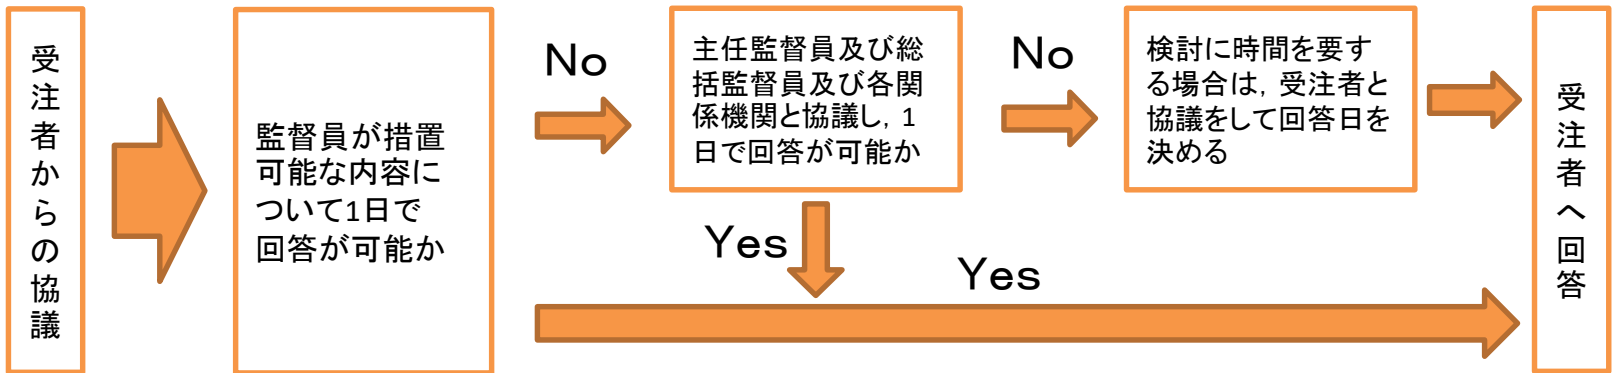 受注者からの協議
監督員が措置
可能な内容に
ついて1日で
回答が可能か
No
主任監督員及び総
括監督員及び各関
係機関と協議し，1
日で回答が可能か
No
検討に時間を要す
る場合は，受注者と
協議をして回答日を
決める
Yes
Yes
受注者へ回答